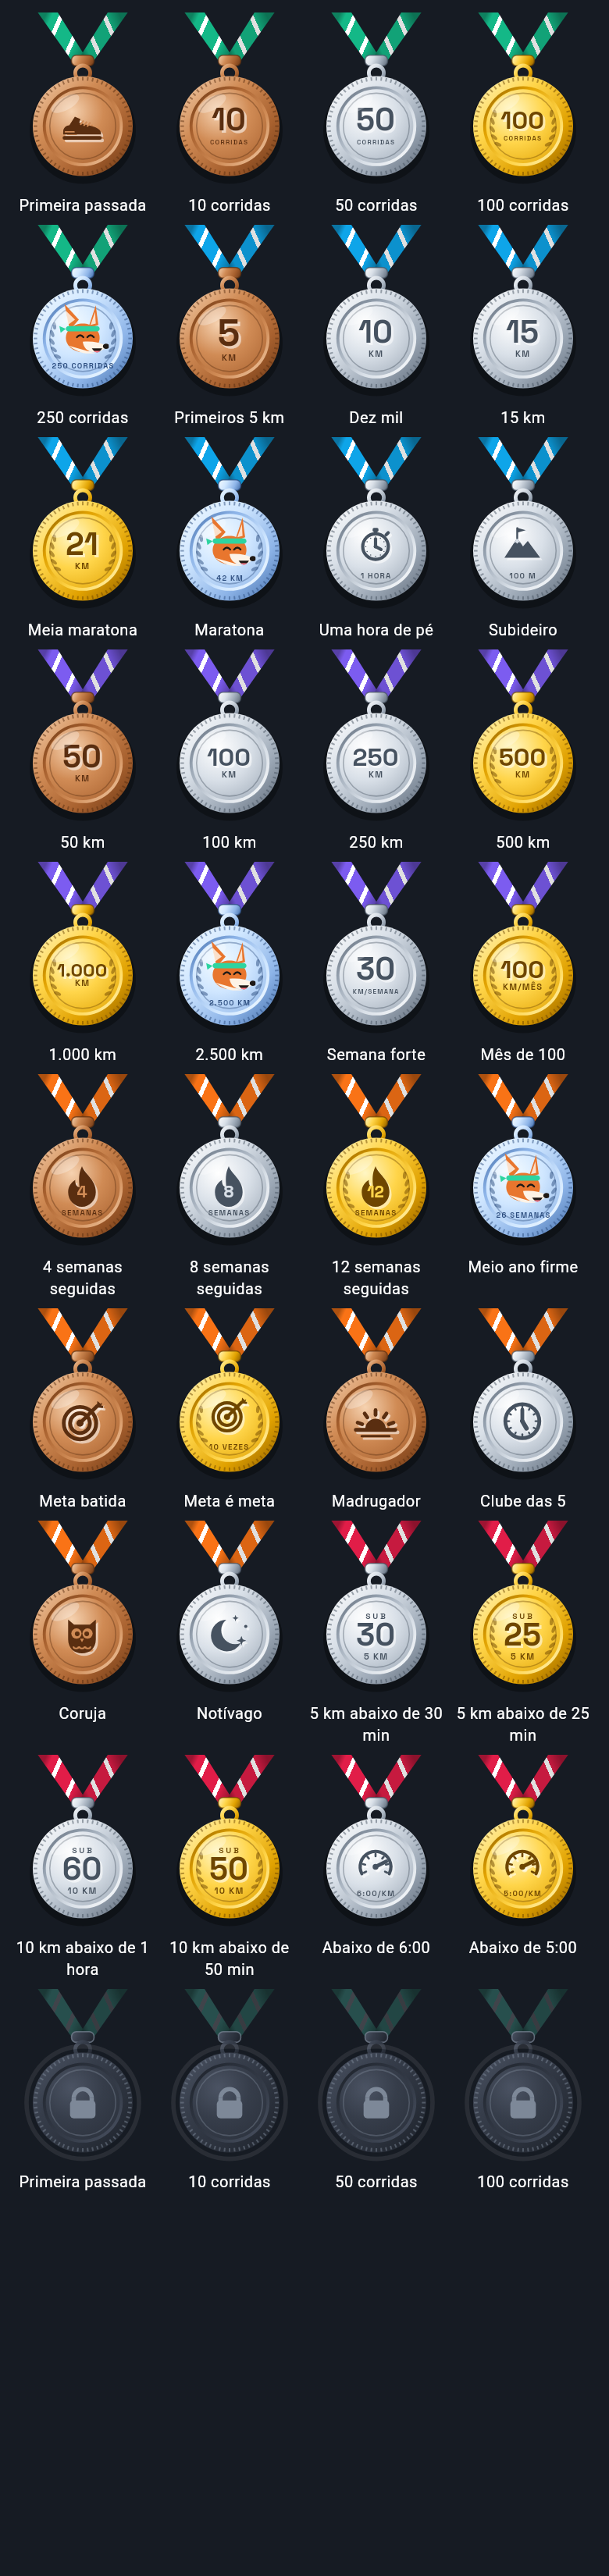 10
CORRIDAS
50
CORRIDAS
100
CORRIDAS
Primeira passada
10 corridas
50 corridas
100 corridas
250 CORRIDAS
5
KM
10
KM
15
KM
250 corridas
Primeiros 5 km
Dez mil
15 km
21
KM
42 KM
1 HORA
100 M
Meia maratona
Maratona
Uma hora de pé
Subideiro
50
KM
100
KM
250
KM
500
KM
50 km
100 km
250 km
500 km
1.000
KM
2.500 KM
30
KM/SEMANA
100
KM/MÊS
1.000 km
2.500 km
Semana forte
Mês de 100
4
SEMANAS
8
SEMANAS
12
SEMANAS
26 SEMANAS
4 semanas
seguidas
8 semanas
seguidas
12 semanas
seguidas
Meio ano firme
10 VEZES
Meta batida
Meta é meta
Madrugador
Clube das 5
SUB
30
5 KM
SUB
25
5 KM
Coruja
Notívago
5 km abaixo de 30
min
5 km abaixo de 25
min
SUB
60
10 KM
SUB
50
10 KM
6:00/KM
5:00/KM
10 km abaixo de 1
hora
10 km abaixo de
50 min
Abaixo de 6:00
Abaixo de 5:00
Primeira passada
10 corridas
50 corridas
100 corridas